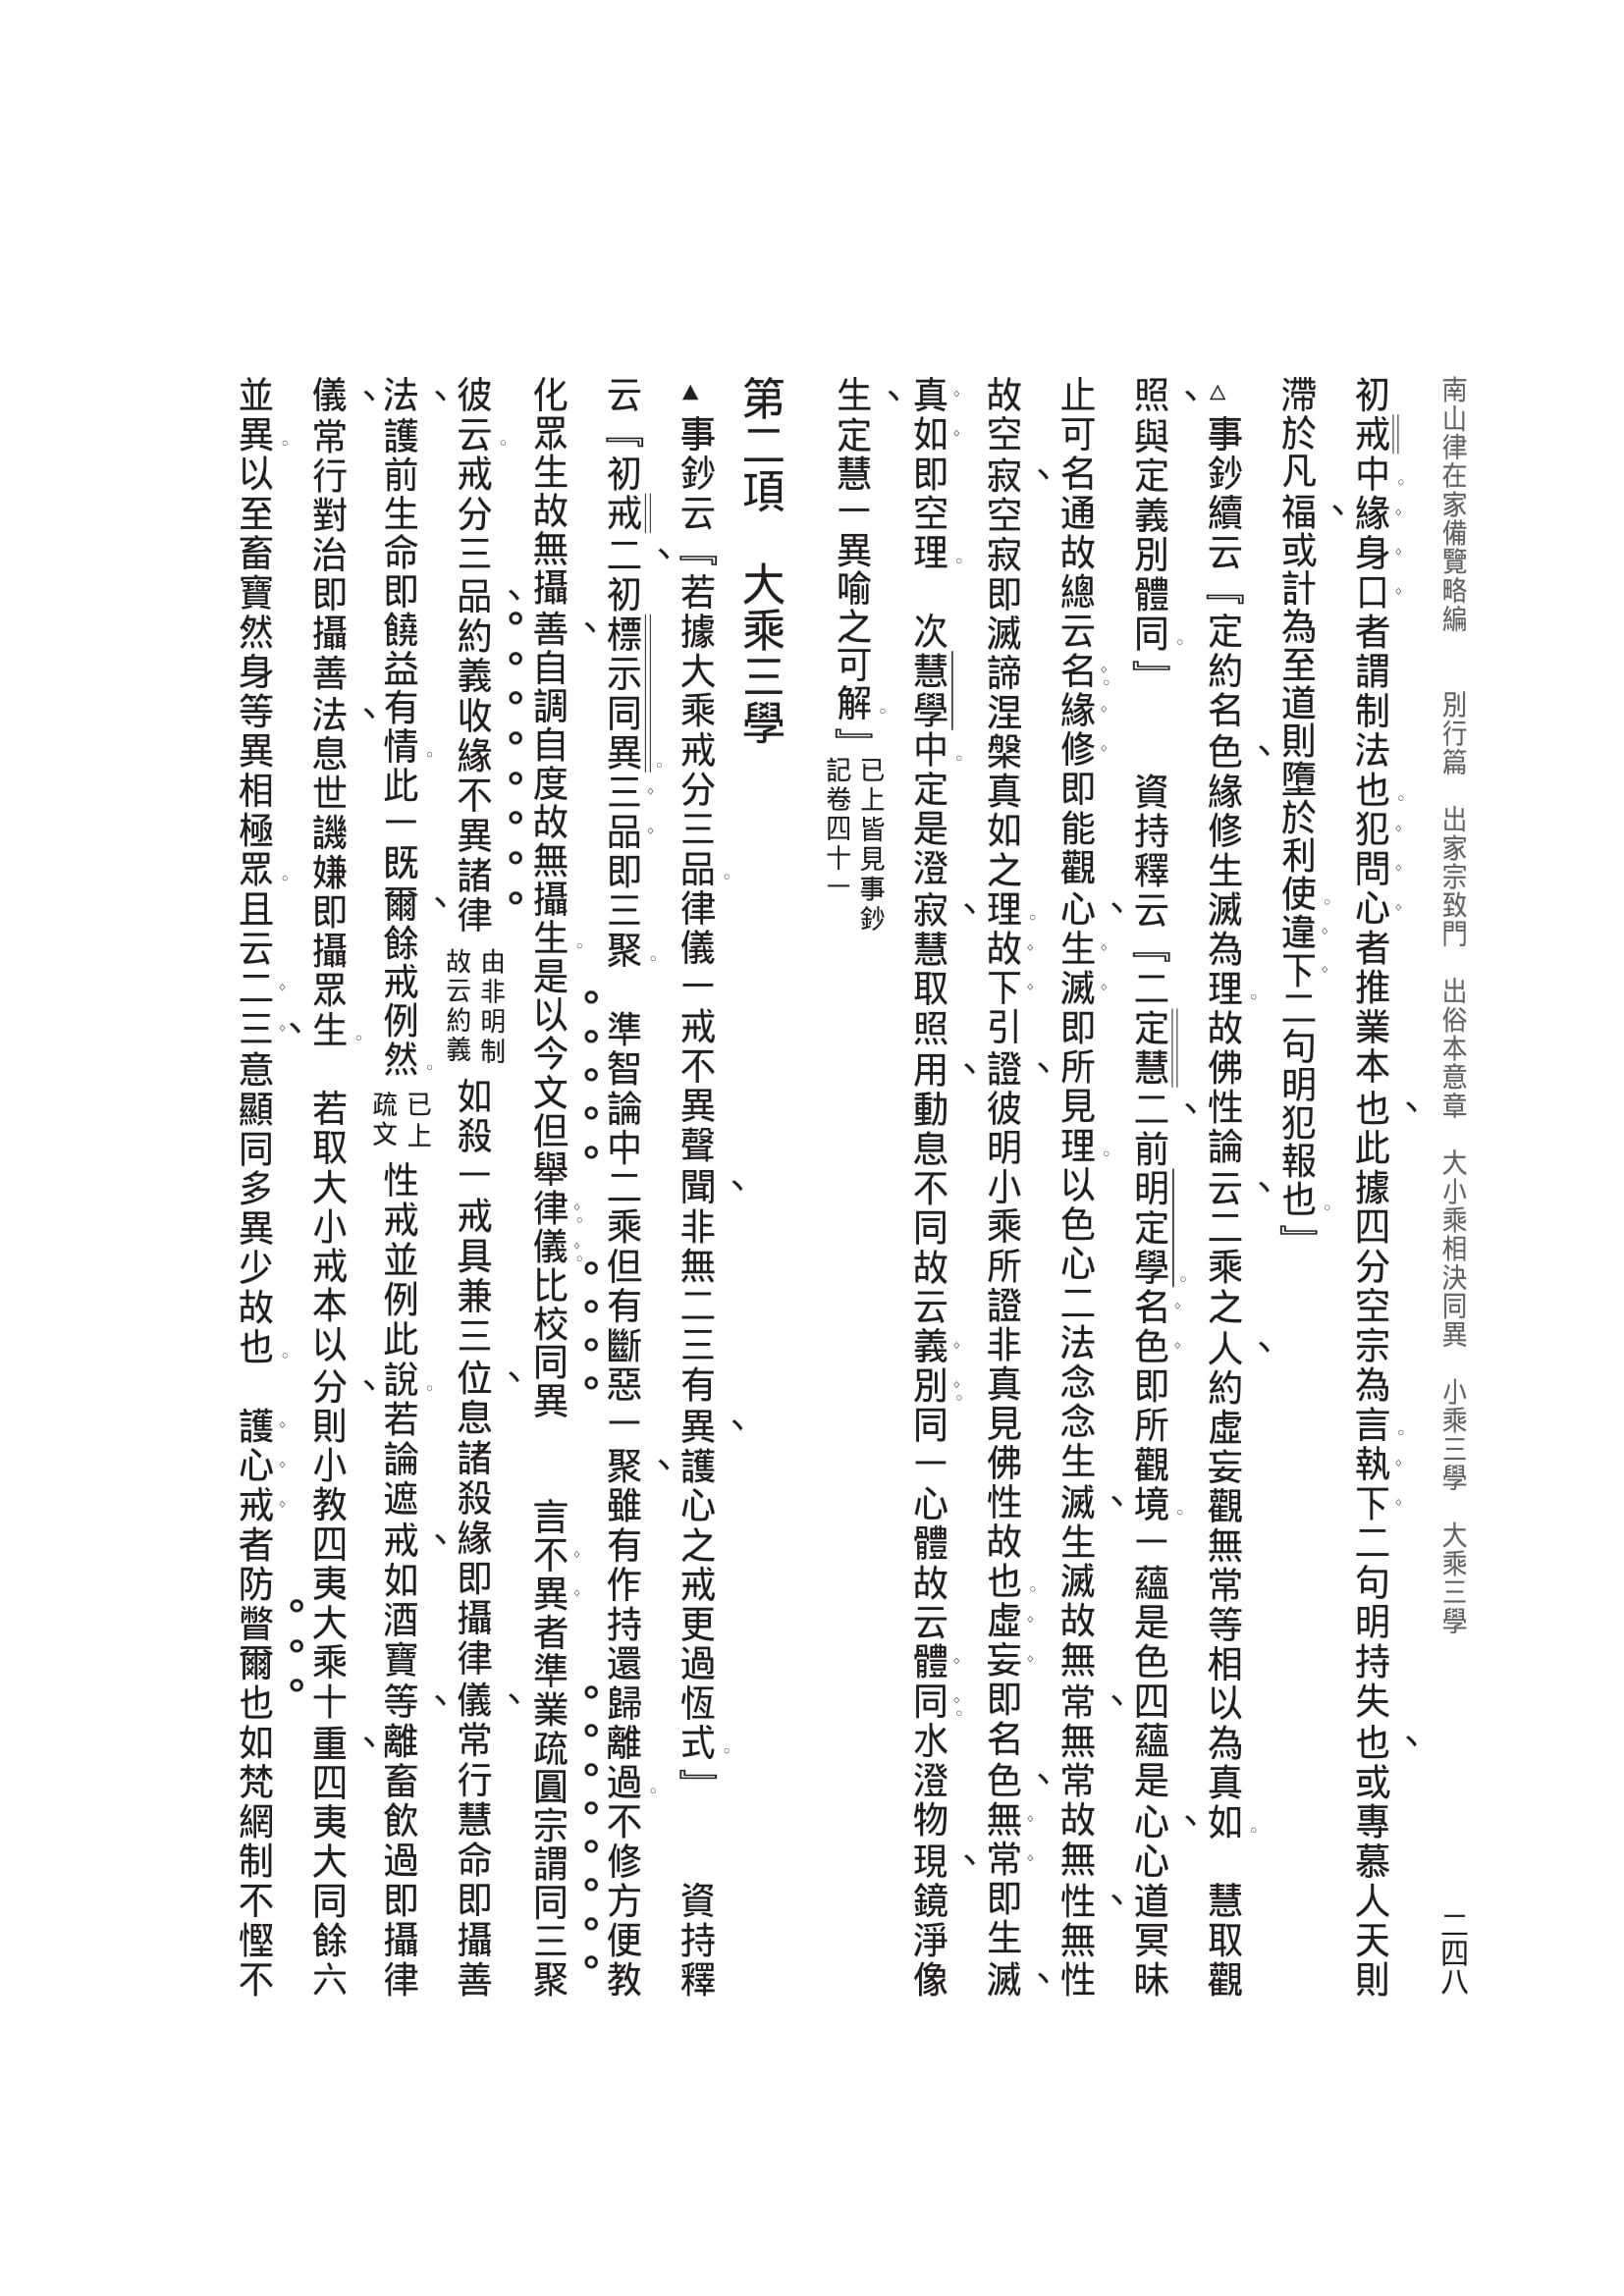 南山律在家備覽略編　別行篇　出家宗致門　出俗本意章　大小乘相決同異　小乘三學　大乘三學　二四八
初戒中。緣身口者謂制法也。犯問心者推業本也、此據四分空宗為言。執下二句明持失也、或專慕人天則
滯於凡福、或計為至道則墮於利使。違下二句明犯報也。』
△事鈔續云『定約名色、緣修生滅為理。故佛性論云、二乘之人、約虛妄觀無常等相以為真如。　慧取觀
照、與定義別體同。』　　資持釋云『二定慧二、前明定學。名色即所觀境。一蘊是色四蘊是心、心道冥昧
止可名通故總云名。緣修即能觀心、生滅即所見理。以色心二法念念生滅、生滅故無常、無常故無性、無性
故空寂、空寂即滅諦涅槃真如之理。故下引證、彼明小乘所證非真見佛性故也。虛妄即名色、無常即生滅、
真如即空理。　次慧學中。定是澄寂、慧取照用、動息不同故云義別。同一心體故云體同。水澄物現、鏡淨像
生、定慧一異喻之可解。』已上皆見事鈔記卷四十一
第二項　大乘三學
▲事鈔云『若據大乘戒分三品。律儀一戒不異聲聞、非無二三有異、護心之戒更過恆式。』　　資持釋
云『初戒二、初標示同異。三品即三聚。　準智論中二乘但有斷惡一聚、雖有作持還歸離過。不修方便教
化眾生故無攝善、自調自度故無攝生。是以今文但舉律儀。比校同異　　言不異者準業疏圓宗謂同三聚
彼云。戒分三品、約義收緣不異諸律由非明制故云約義如殺一戒具兼三位、息諸殺緣即攝律儀、常行慧命即攝善
法、護前生命即饒益有情。此一既爾、餘戒例然。已上疏文性戒並例此說。若論遮戒、如酒寶等、離畜飲過即攝律
儀、常行對治即攝善法、息世譏嫌即攝眾生。　若取大小戒本以分、則小教四夷大乘十重、四夷大同餘六
並異。以至畜寶然身等異相極眾。且云二三、意顯同多異少故也。　護心戒者防瞥爾也如梵網制不慳不